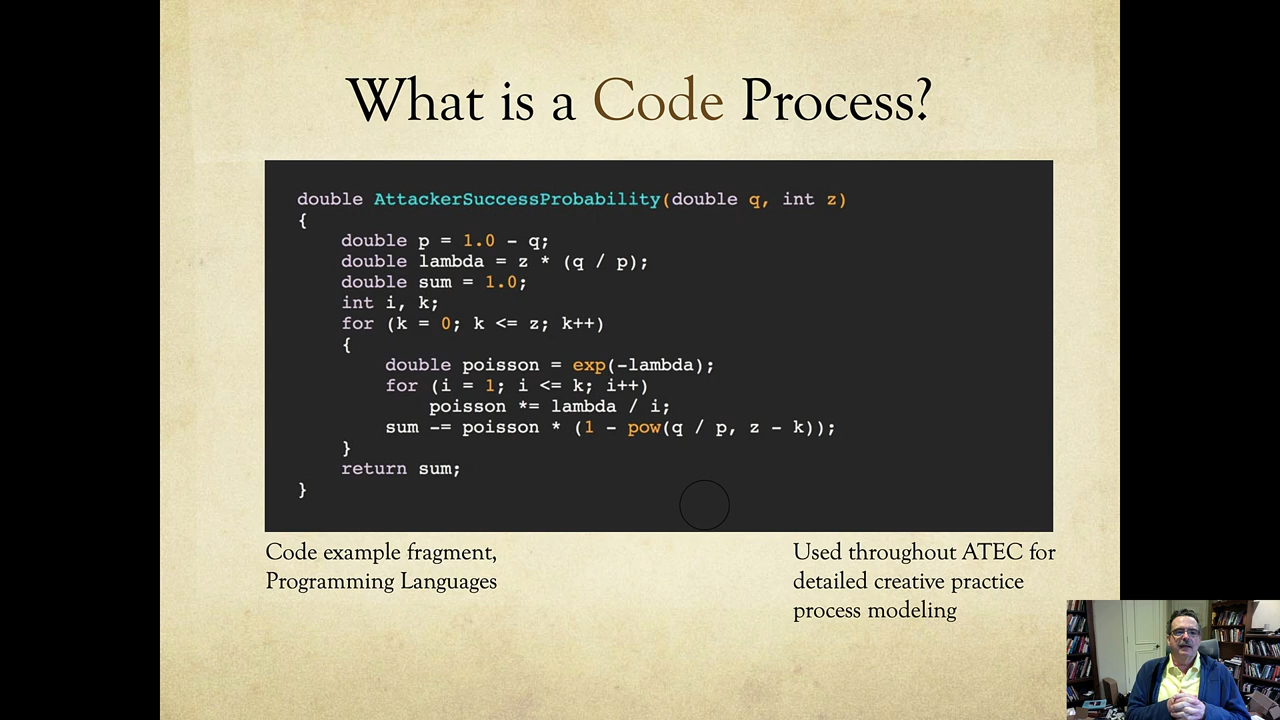 What is a Code Process?
double AttackerSuccessProbability(double q, int z)
{
    double p = 1.0 - q;
    double lambda = z * (q / p);
    double sum = 1.0;
    int i, k;
    for (k = 0; k <= z; k++)
    {
        double poisson = exp(-lambda);
        for (i = 1; i <= k; i++)
            poisson *= lambda / i;
        sum -= poisson * (1 - pow(q / p, z - k));
    }
    return sum;
}
Code example fragment,
Programming Languages
Used throughout ATEC for
detailed creative practice
process modeling